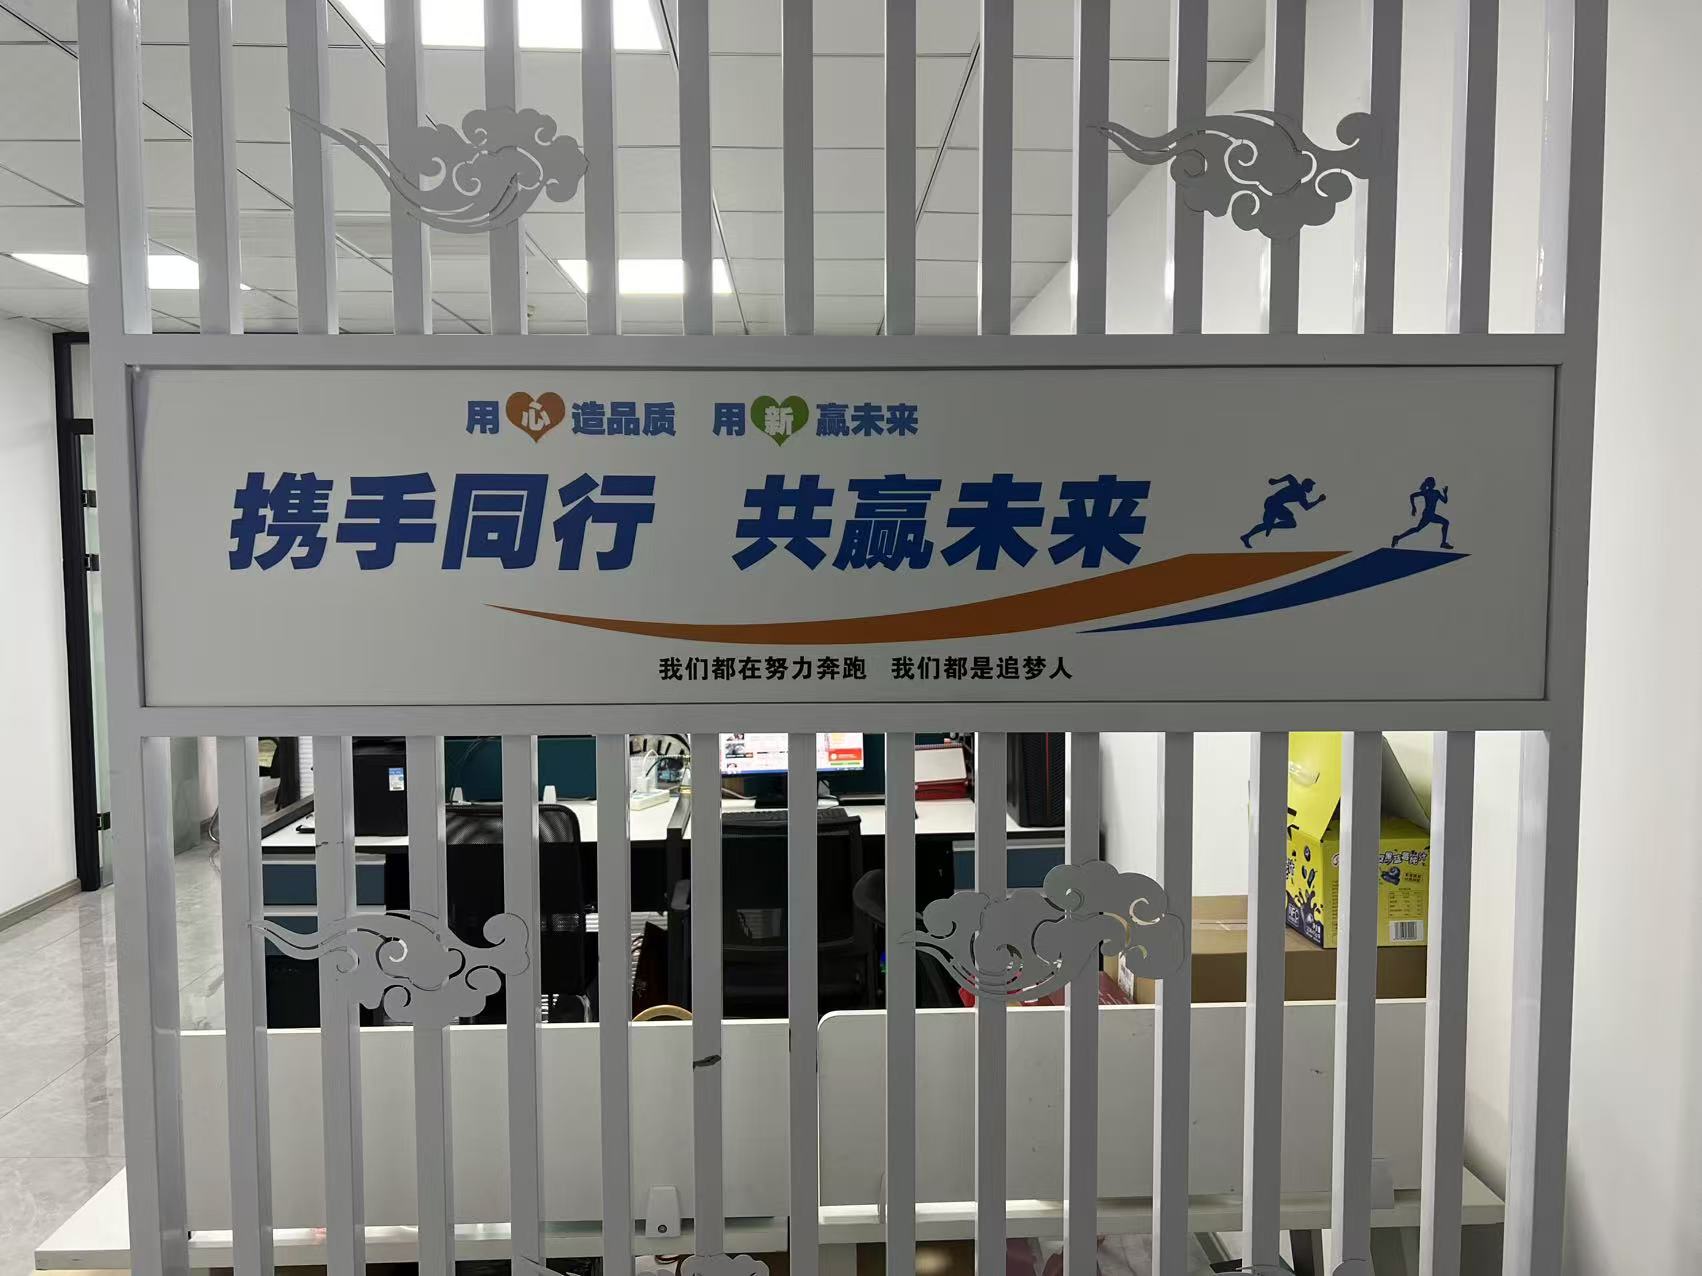 用心造品质 用新赢未来
携手同行 共赢未来
我们都在努力奔跑 我们都是追梦人
NFC